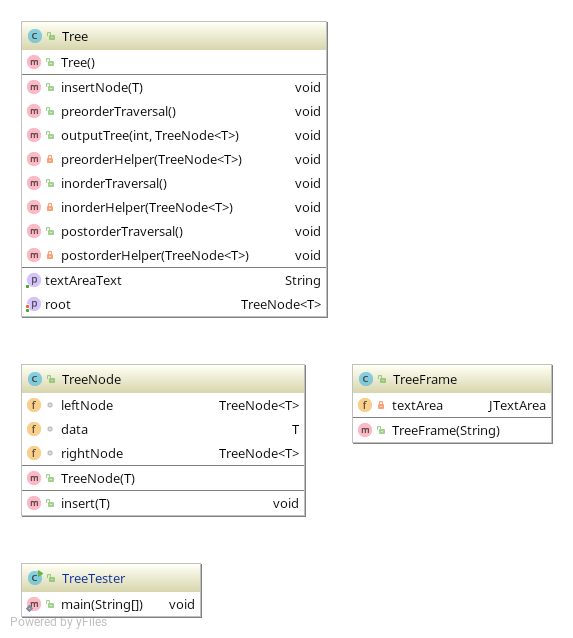 Tree
Tree()
insertNode(T) void
preorderTraversal() void
outputTree(int, TreeNode<T>) void
preorderHelper(TreeNode<T>) void
inorderTraversal() void
inorderHelper(TreeNode<T>) void
postorderTraversal() void
postorderHelper(TreeNode<T>) void
textAreaText String
root TreeNode<T>
TreeNode
leftNode TreeNode<T>
data T
rightNode TreeNode<T>
TreeNode(T)
insert(T) void
TreeFrame
textArea JTextArea
TreeFrame(String)
TreeTester
main(String[]) void
Powered by yFiles